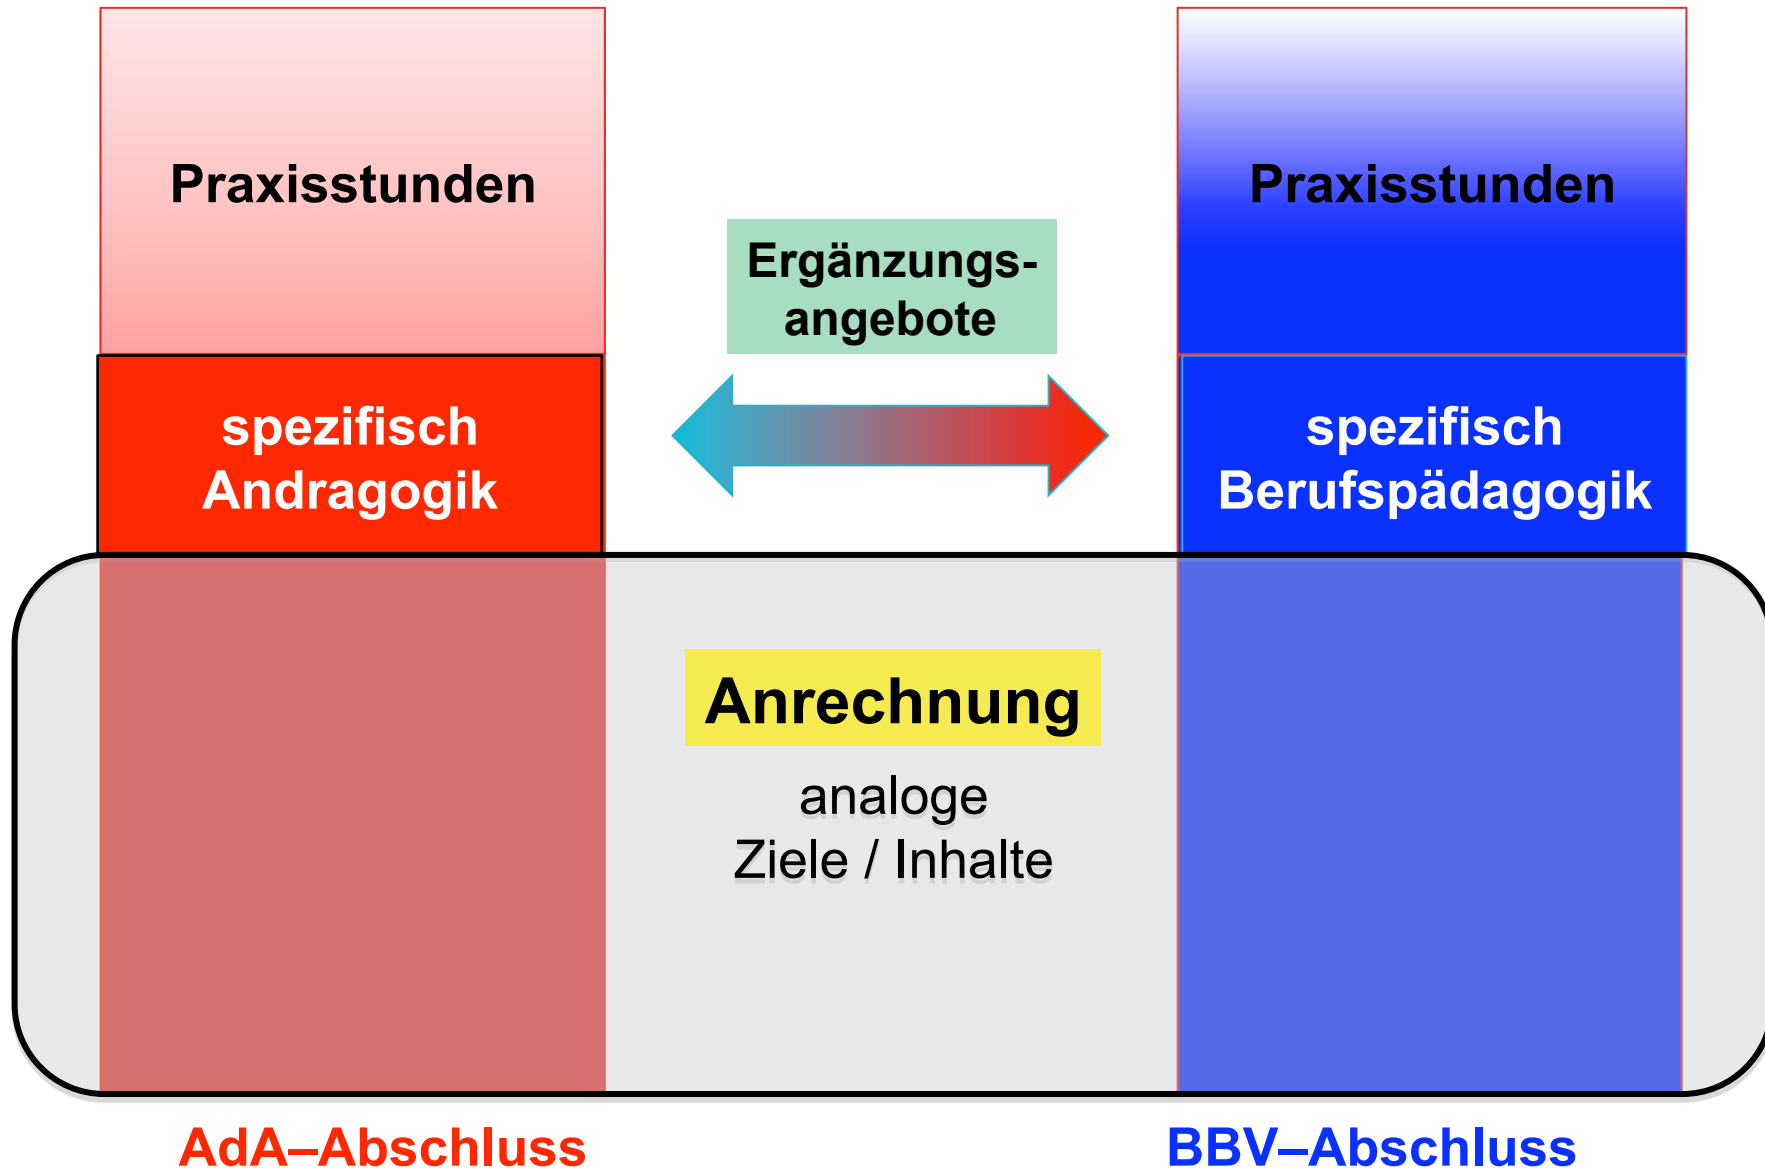 Praxisstunden
Praxisstunden
Ergänzungs-
angebote
spezifisch
Andragogik
spezifisch
Berufspädagogik
Anrechnung
analoge
Ziele / Inhalte
AdA–Abschluss
BBV–Abschluss